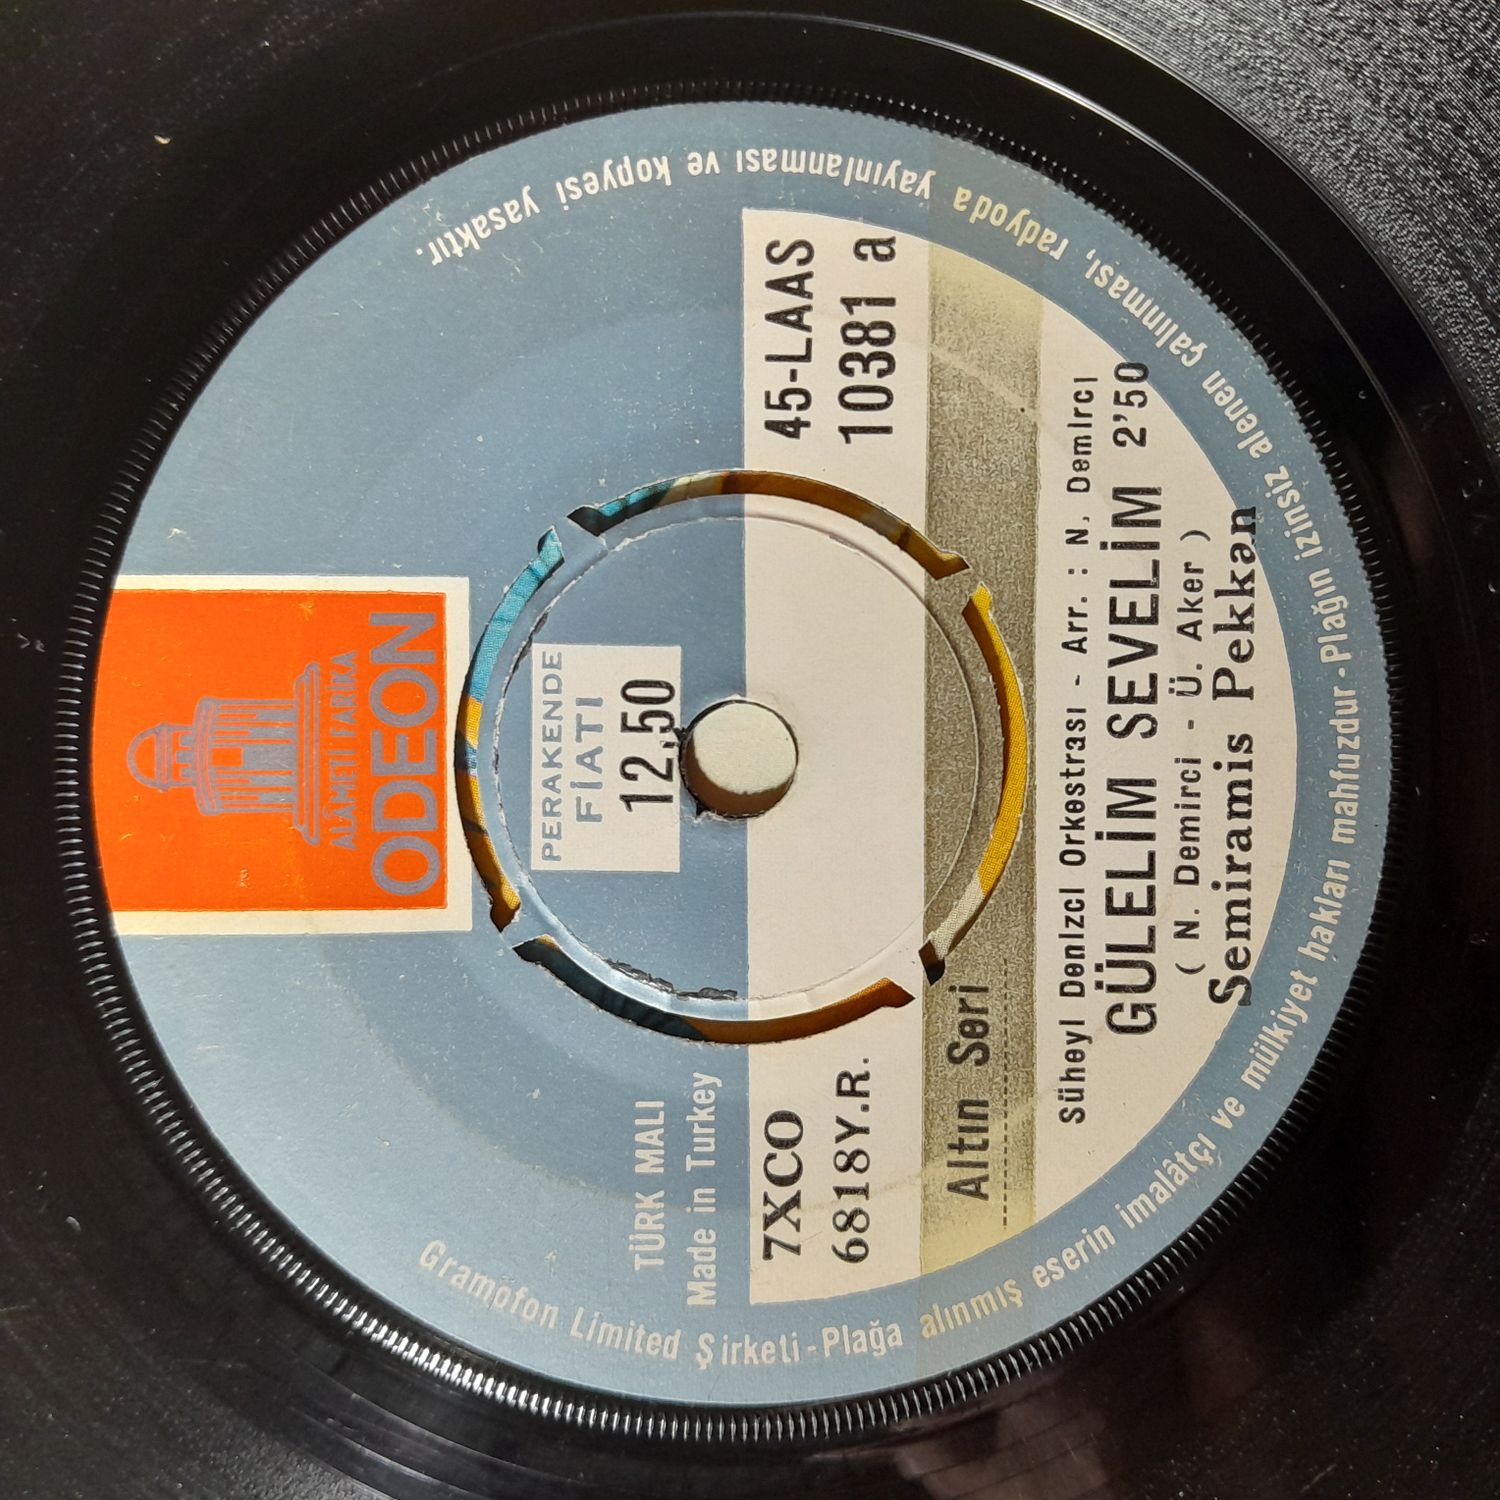 ALÂMETİ FARİKA
ODEON
PERAKENDE
FİATI
12.50
TÜRK MALI
Made in Turkey
7XCO
6818Y.R.
45-LAAS
10381 a
Altın Seri
Süheyl Denizci Orkestrası - Arr. : N. Demirci
GÜLELİM SEVELİM 2'50
( N. Demirci - Ü. Aker )
Semiramis Pekkan
Gramofon Limited Şirketi-Plağa alınmış eserin imalâtçı ve mülkiyet hakları mahfuzdur-Plağın izinsiz alenen çalınması, radyoda yayınlanması ve kopyesi yasaktır.